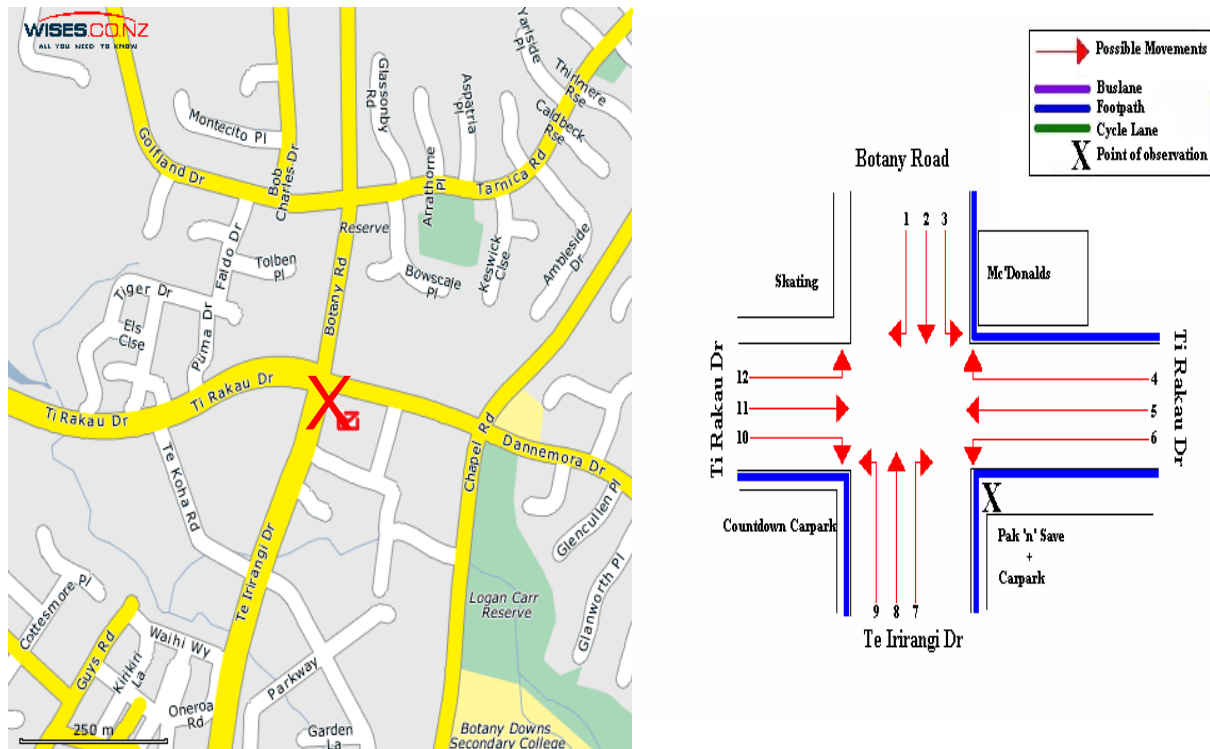 WISES.CO.NZ
ALL YOU NEED TO KNOW
Yarlside
Pl
Thirlmere
Rse
Glassonby
Rd
Aspatria
Pl
Caldbeck
Rse
Montecito Pl
Golfland Dr
Bob
Charles Dr
Arrathorne
Pl
Tarnica Rd
Reserve
Faldo Dr
Tolben
Pl
Keswick
Clse
Ambleside
Dr
Bowscale
Pl
Tiger Dr
Els
Clse
Puma Dr
Botany Rd
Ti Rakau Dr
Ti Rakau Dr
X
Te Koha Rd
Chapel Rd
Dannemora Dr
Glencullen Pl
Te Irirangi Dr
Cottesmore Pl
Logan Carr
Reserve
Glanworth Pl
Guys Rd
Waihi Wy
Kirikiri
La
Parkway
Oneroa
Rd
250 m
Garden
La
Botany Downs
Secondary College
Possible Movements
Buslane
Footpath
Cycle Lane
X Point of observation
Botany Road
1 2 3
Skating
Mc'Donalds
Ti Rakau Dr
Ti Rakau Dr
12
11
10
4
5
6
X
Countdown Carpark
Pak 'n' Save
+
Carpark
9 8 7
Te Irirangi Dr